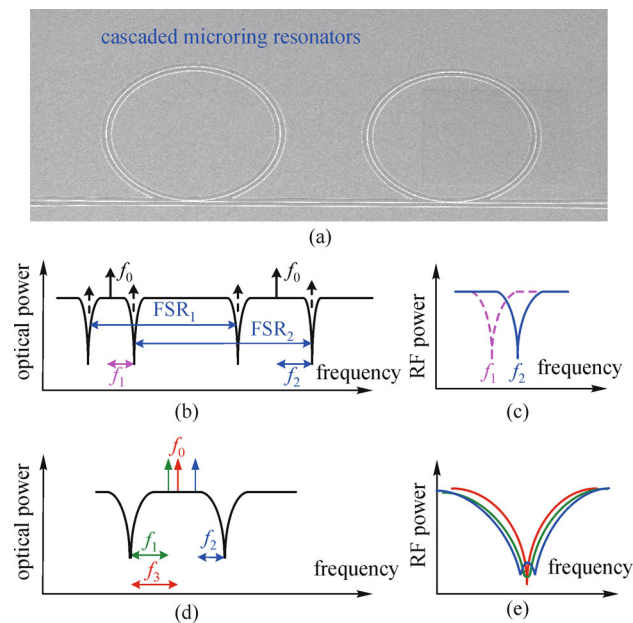 cascaded microring resonators
(a)
optical power
f₀
f₀
FSR₁
FSR₂
f₁
f₂
frequency
(b)
RF power
f₁
f₂
frequency
(c)
optical power
f₀
f₁
f₂
f₃
frequency
(d)
RF power
frequency
(e)